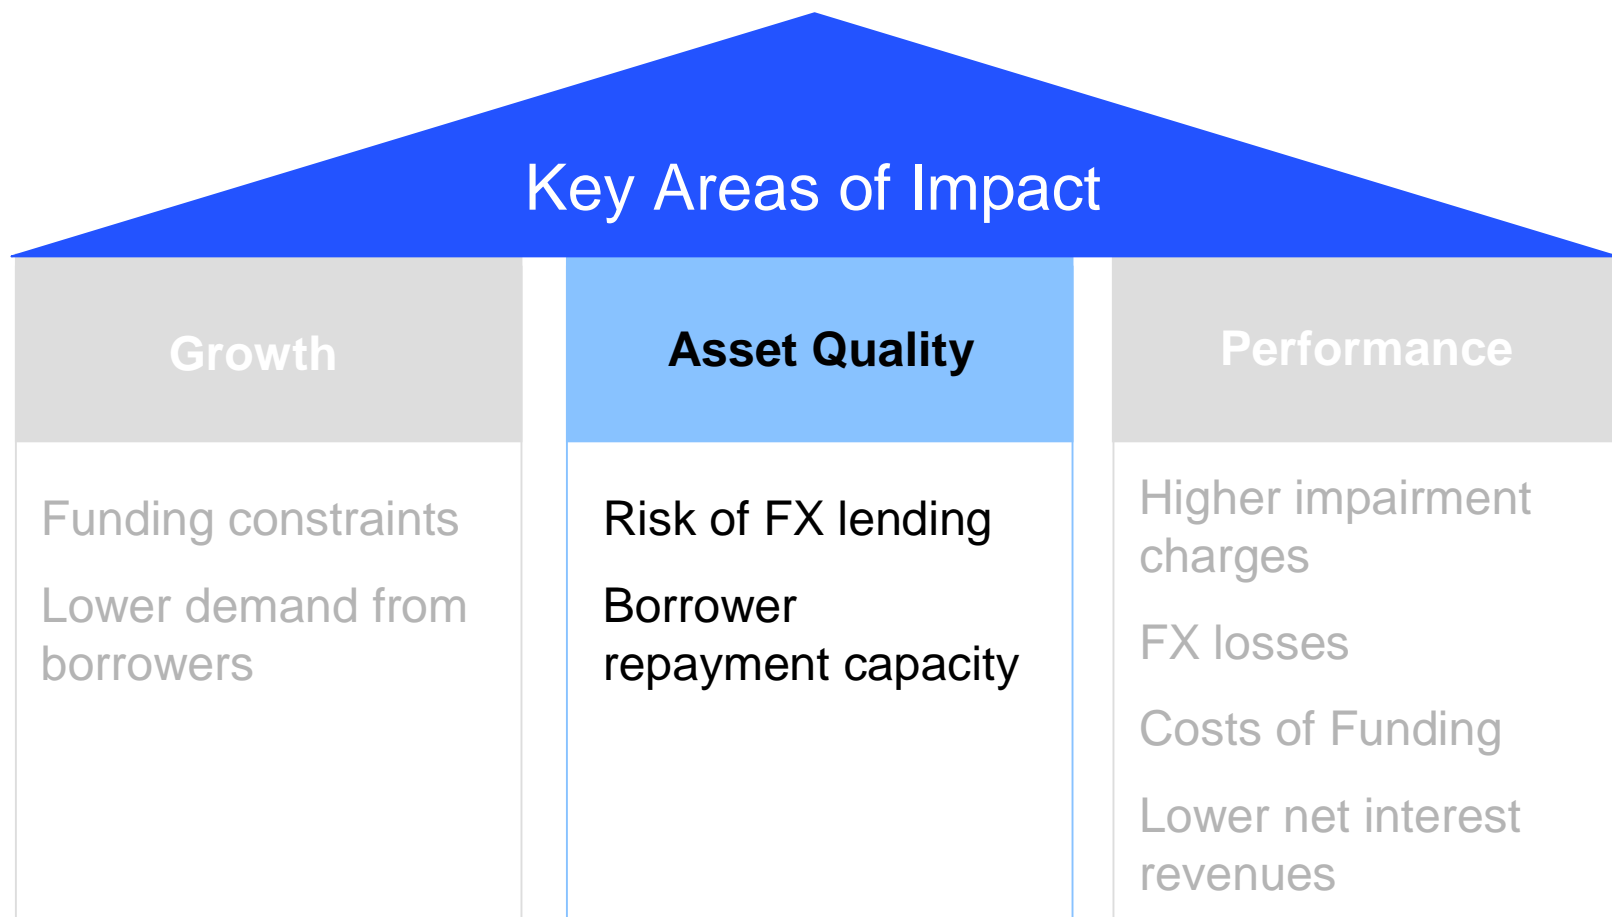 Key Areas of Impact
Growth
Funding constraints
Lower demand from
borrowers
Asset Quality
Risk of FX lending
Borrower
repayment capacity
Performance
Higher impairment
charges
FX losses
Costs of Funding
Lower net interest
revenues